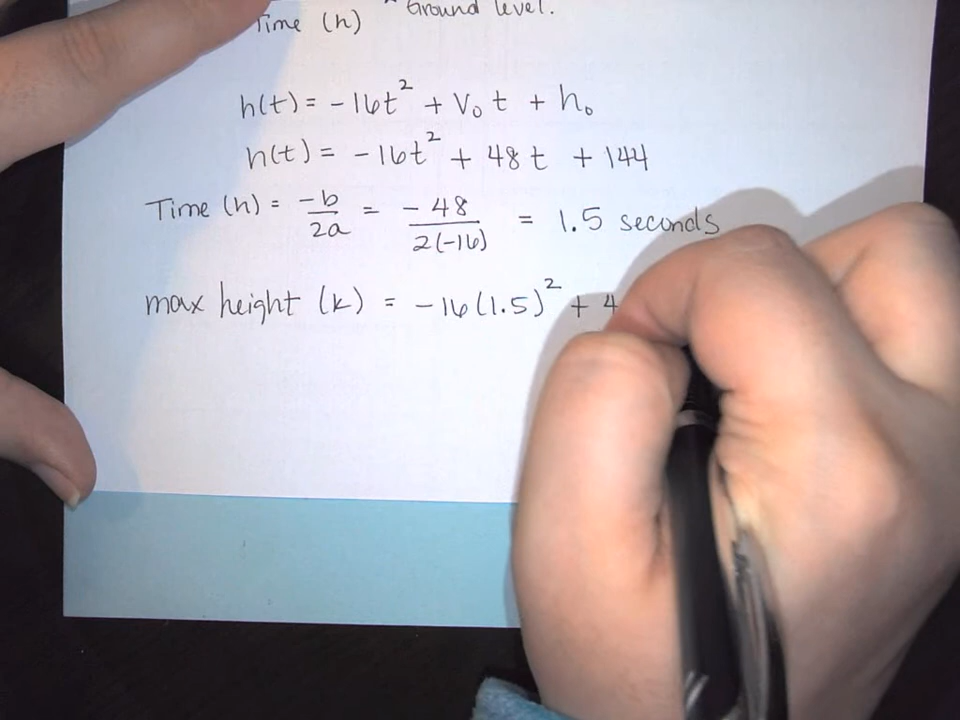 Time (h) Ground level.
h(t) = -16t² + V₀t + h₀
h(t) = -16t² + 48t + 144
Time (h) = -b/2a = -48/2(-16) = 1.5 seconds
max height (k) = -16(1.5)² + 4